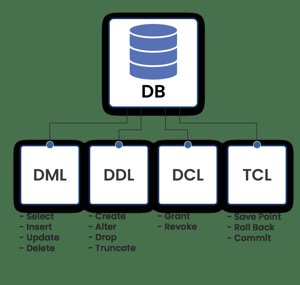 DB
DML
DDL
DCL
TCL
- Select
- Insert
- Update
- Delete
- Create
- Alter
- Drop
- Truncate
- Grant
- Revoke
- Save Point
- Roll Back
- Commit